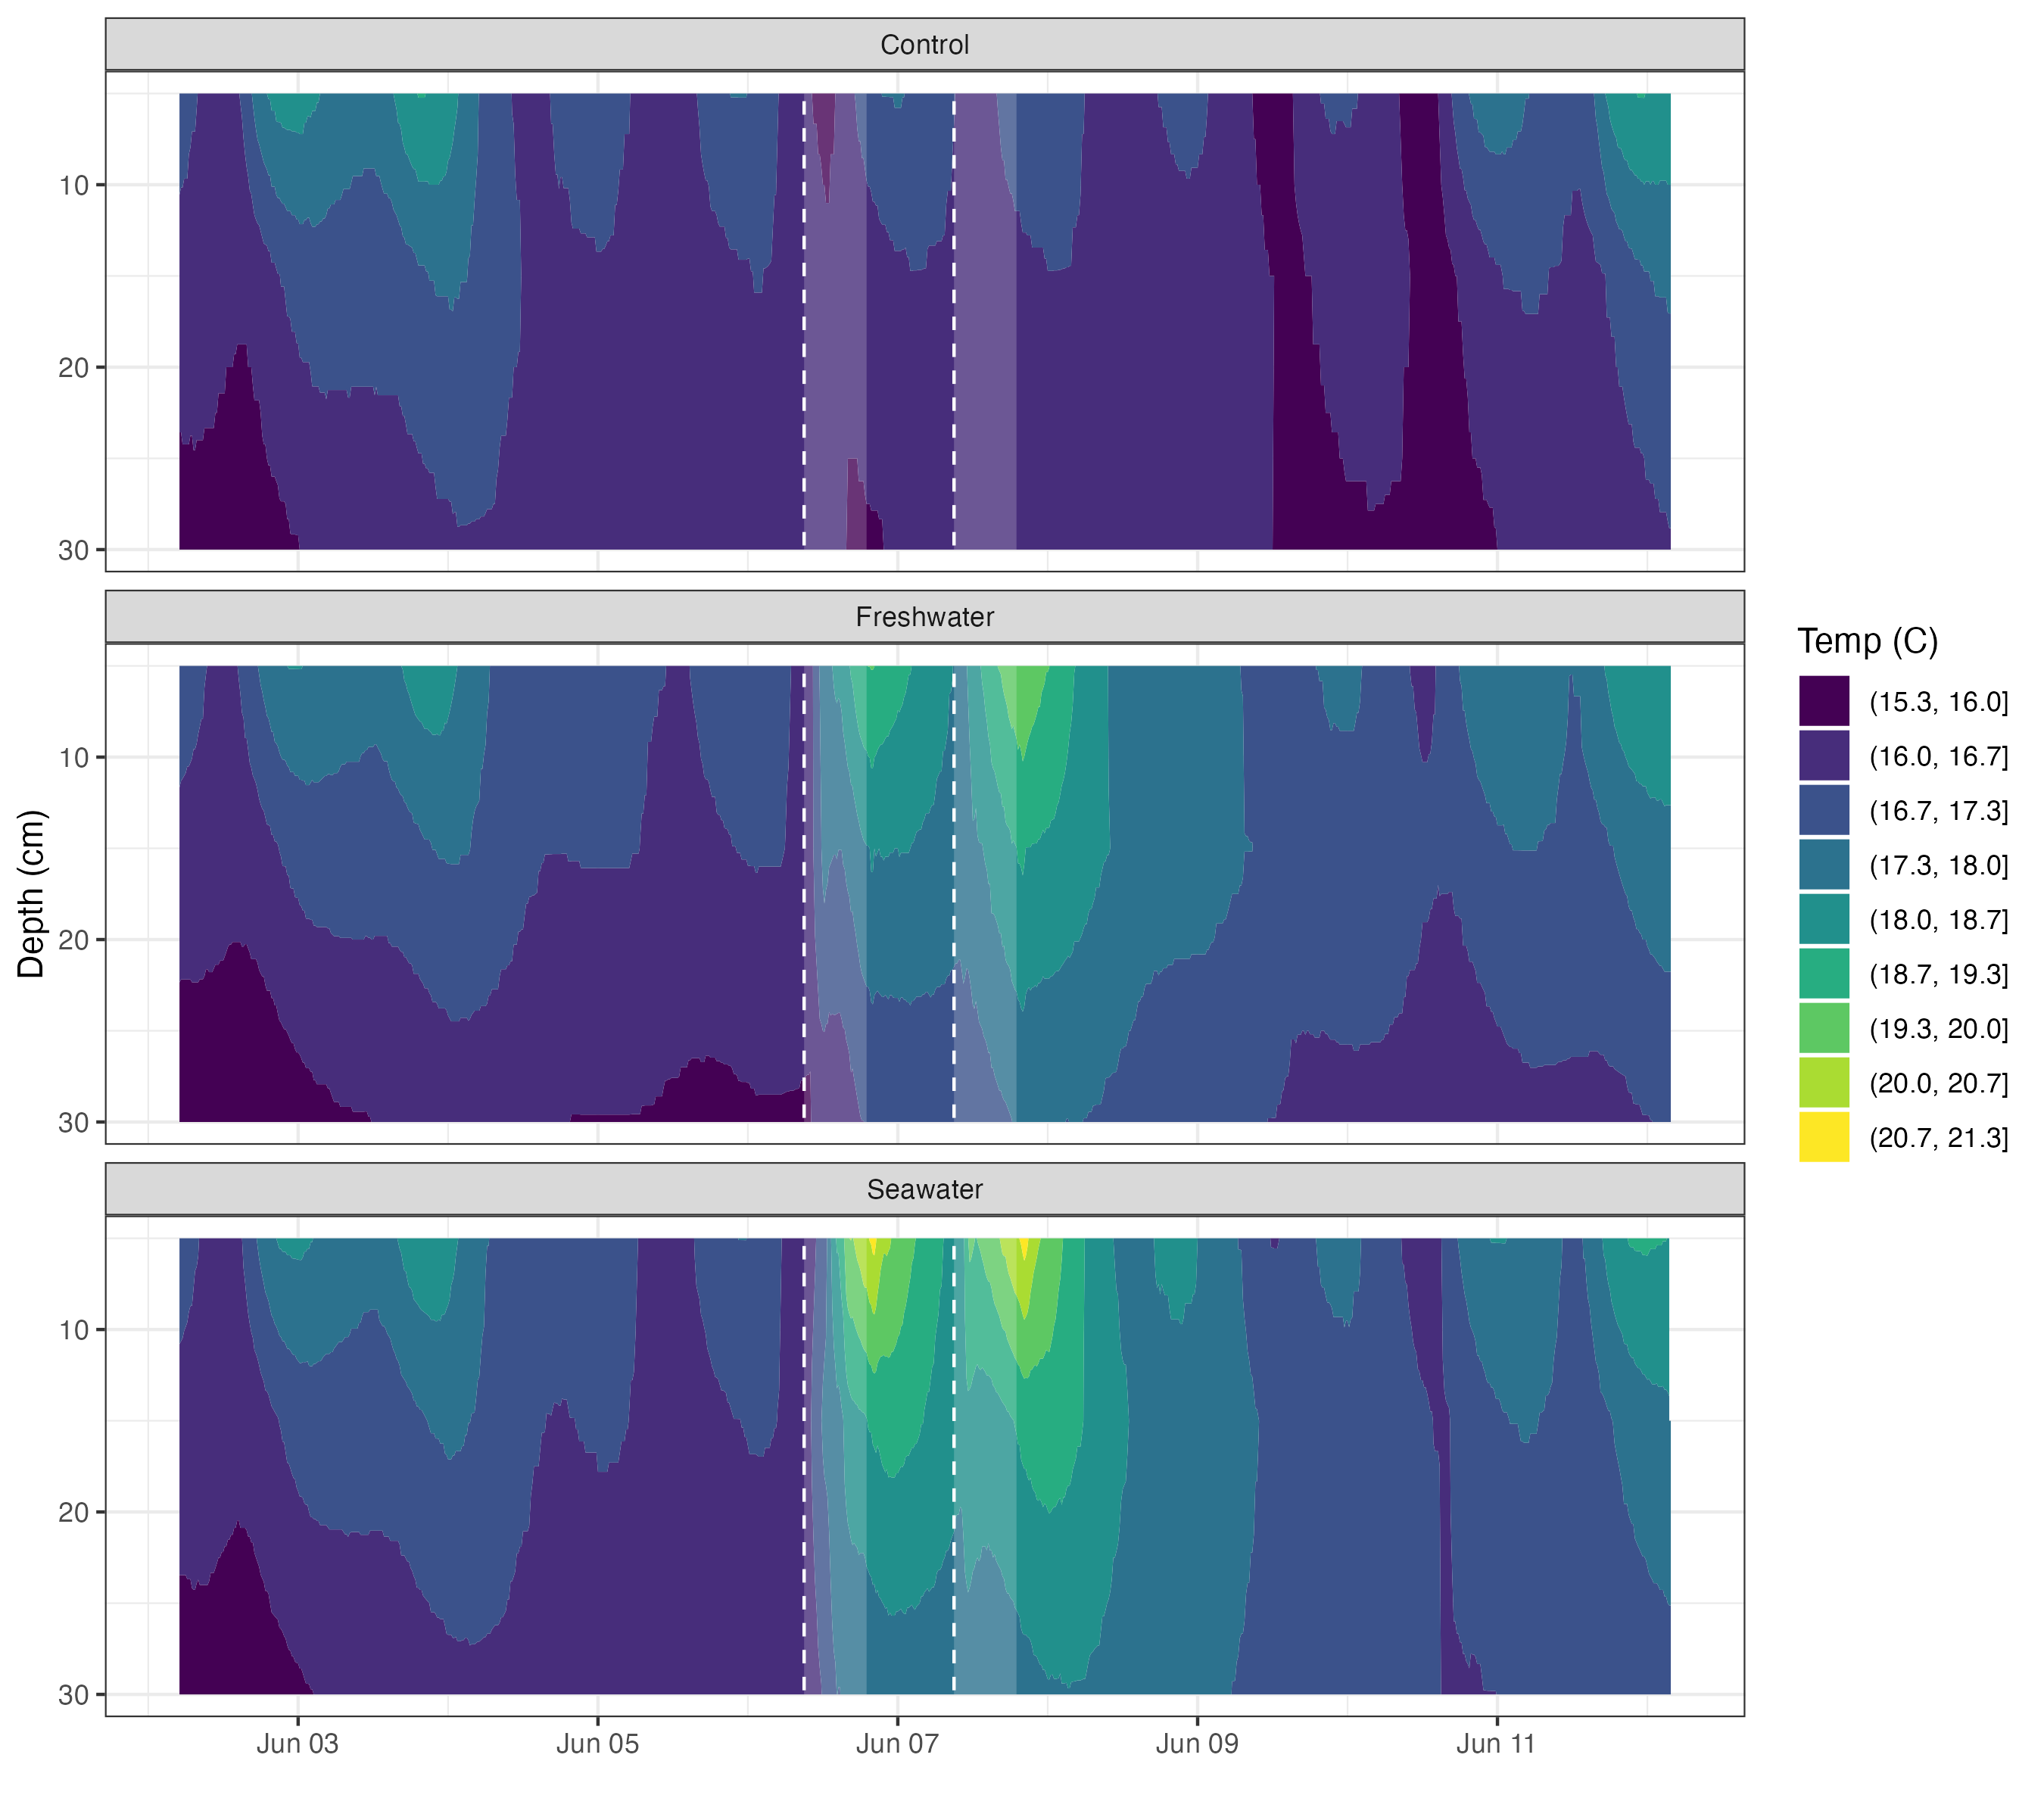 Control
10
20
30
Freshwater
10
20
30
Seawater
10
20
30
Jun 03
Jun 05
Jun 07
Jun 09
Jun 11
Depth (cm)
Temp (C)
(15.3, 16.0]
(16.0, 16.7]
(16.7, 17.3]
(17.3, 18.0]
(18.0, 18.7]
(18.7, 19.3]
(19.3, 20.0]
(20.0, 20.7]
(20.7, 21.3]